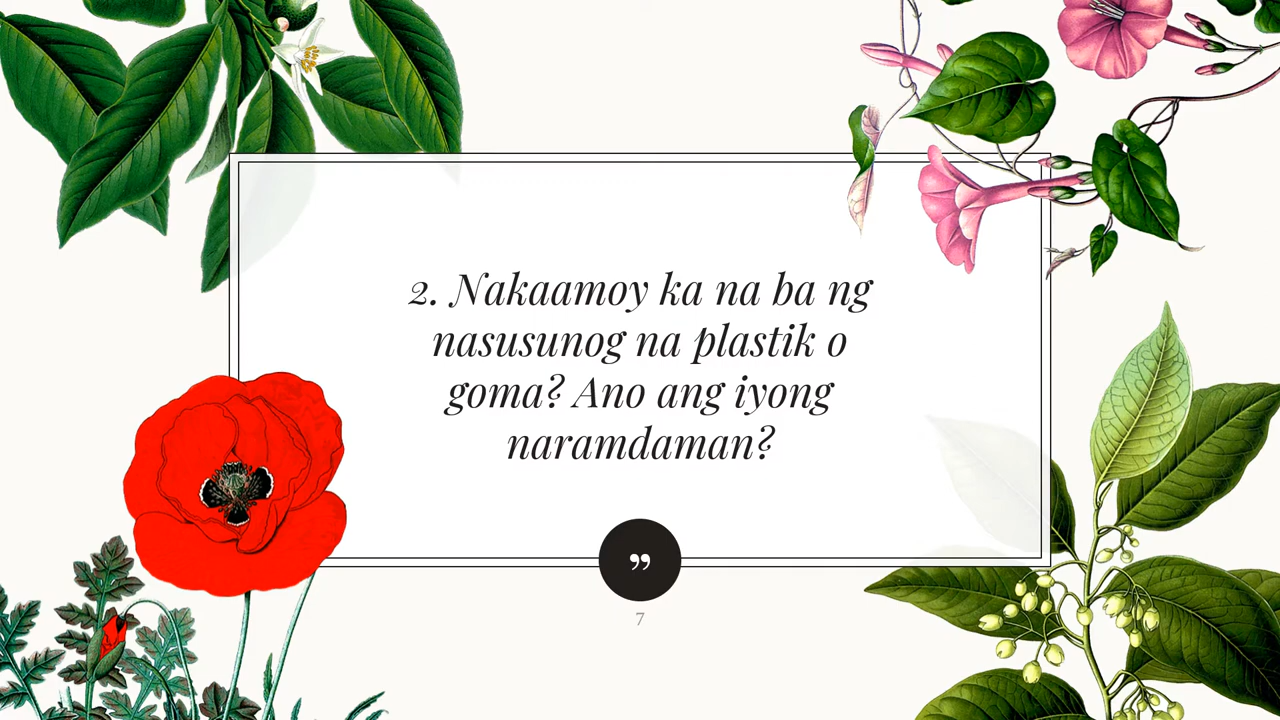 2. Nakaamoy ka na ba ng
nasusunog na plastik o
goma? Ano ang iyong
naramdaman?
”
7